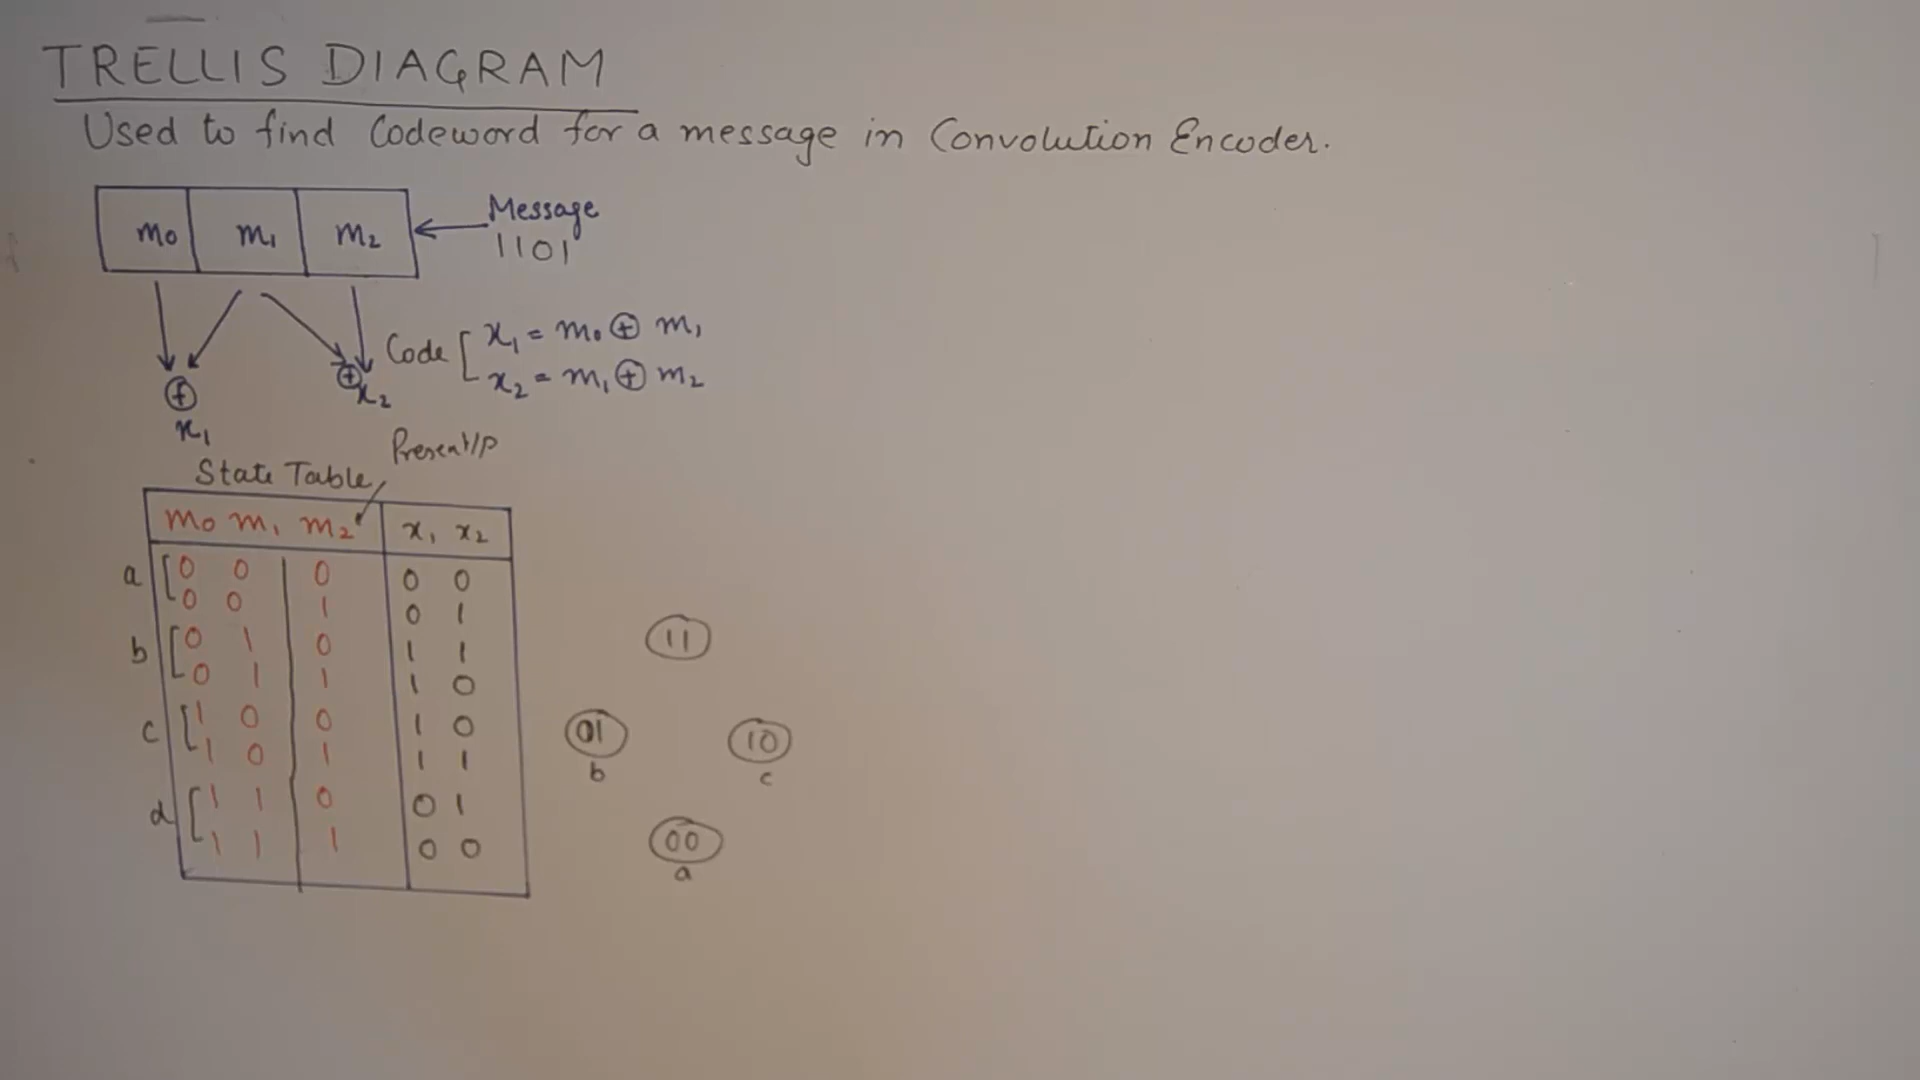 TRELLIS DIAGRAM
Used to find Codeword for a message in Convolution Encoder.
m0 m1 m2
Message
1101
Code [ x1 = m0 ⊕ m1
x2 = m1 ⊕ m2
⊕ x1
⊕ x2
Present i/p
State Table
m0 m1 m2 x1 x2
a [ 0 0 0 0 0
0 0 1 0 1
b [ 0 1 0 1 1
0 1 1 1 0
c [ 1 0 0 1 0
1 0 1 1 1
d [ 1 1 0 0 1
1 1 1 0 0
11
01
b
10
c
00
a